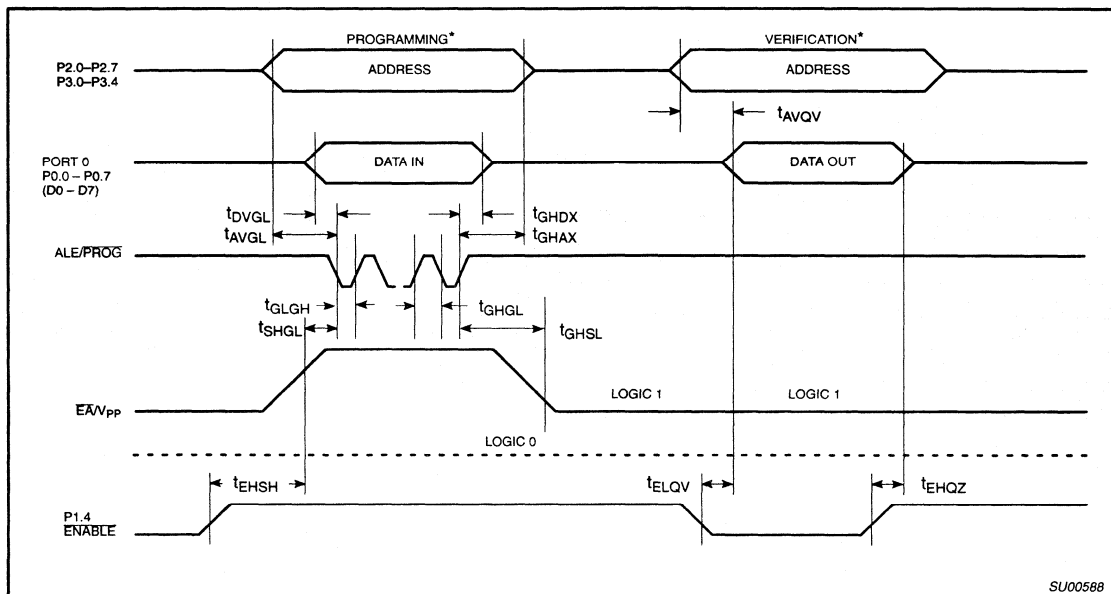 PROGRAMMING*
VERIFICATION*
P2.0–P2.7
P3.0–P3.4
ADDRESS
ADDRESS
tAVQV
PORT 0
P0.0 – P0.7
(D0 – D7)
DATA IN
DATA OUT
tDVGL
tGHDX
tAVGL
tGHAX
ALE/PROG
tGLGH
tGHGL
tSHGL
tGHSL
LOGIC 1
LOGIC 1
EA/VPP
LOGIC 0
tEHSH
tELQV
tEHQZ
P1.4
ENABLE
SU00588